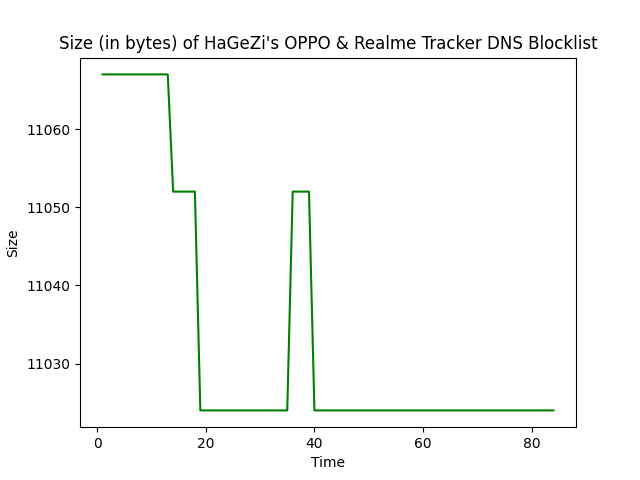 Size (in bytes) of HaGeZi's OPPO & Realme Tracker DNS Blocklist
11060
11050
11040
11030
Size
0 20 40 60 80
Time